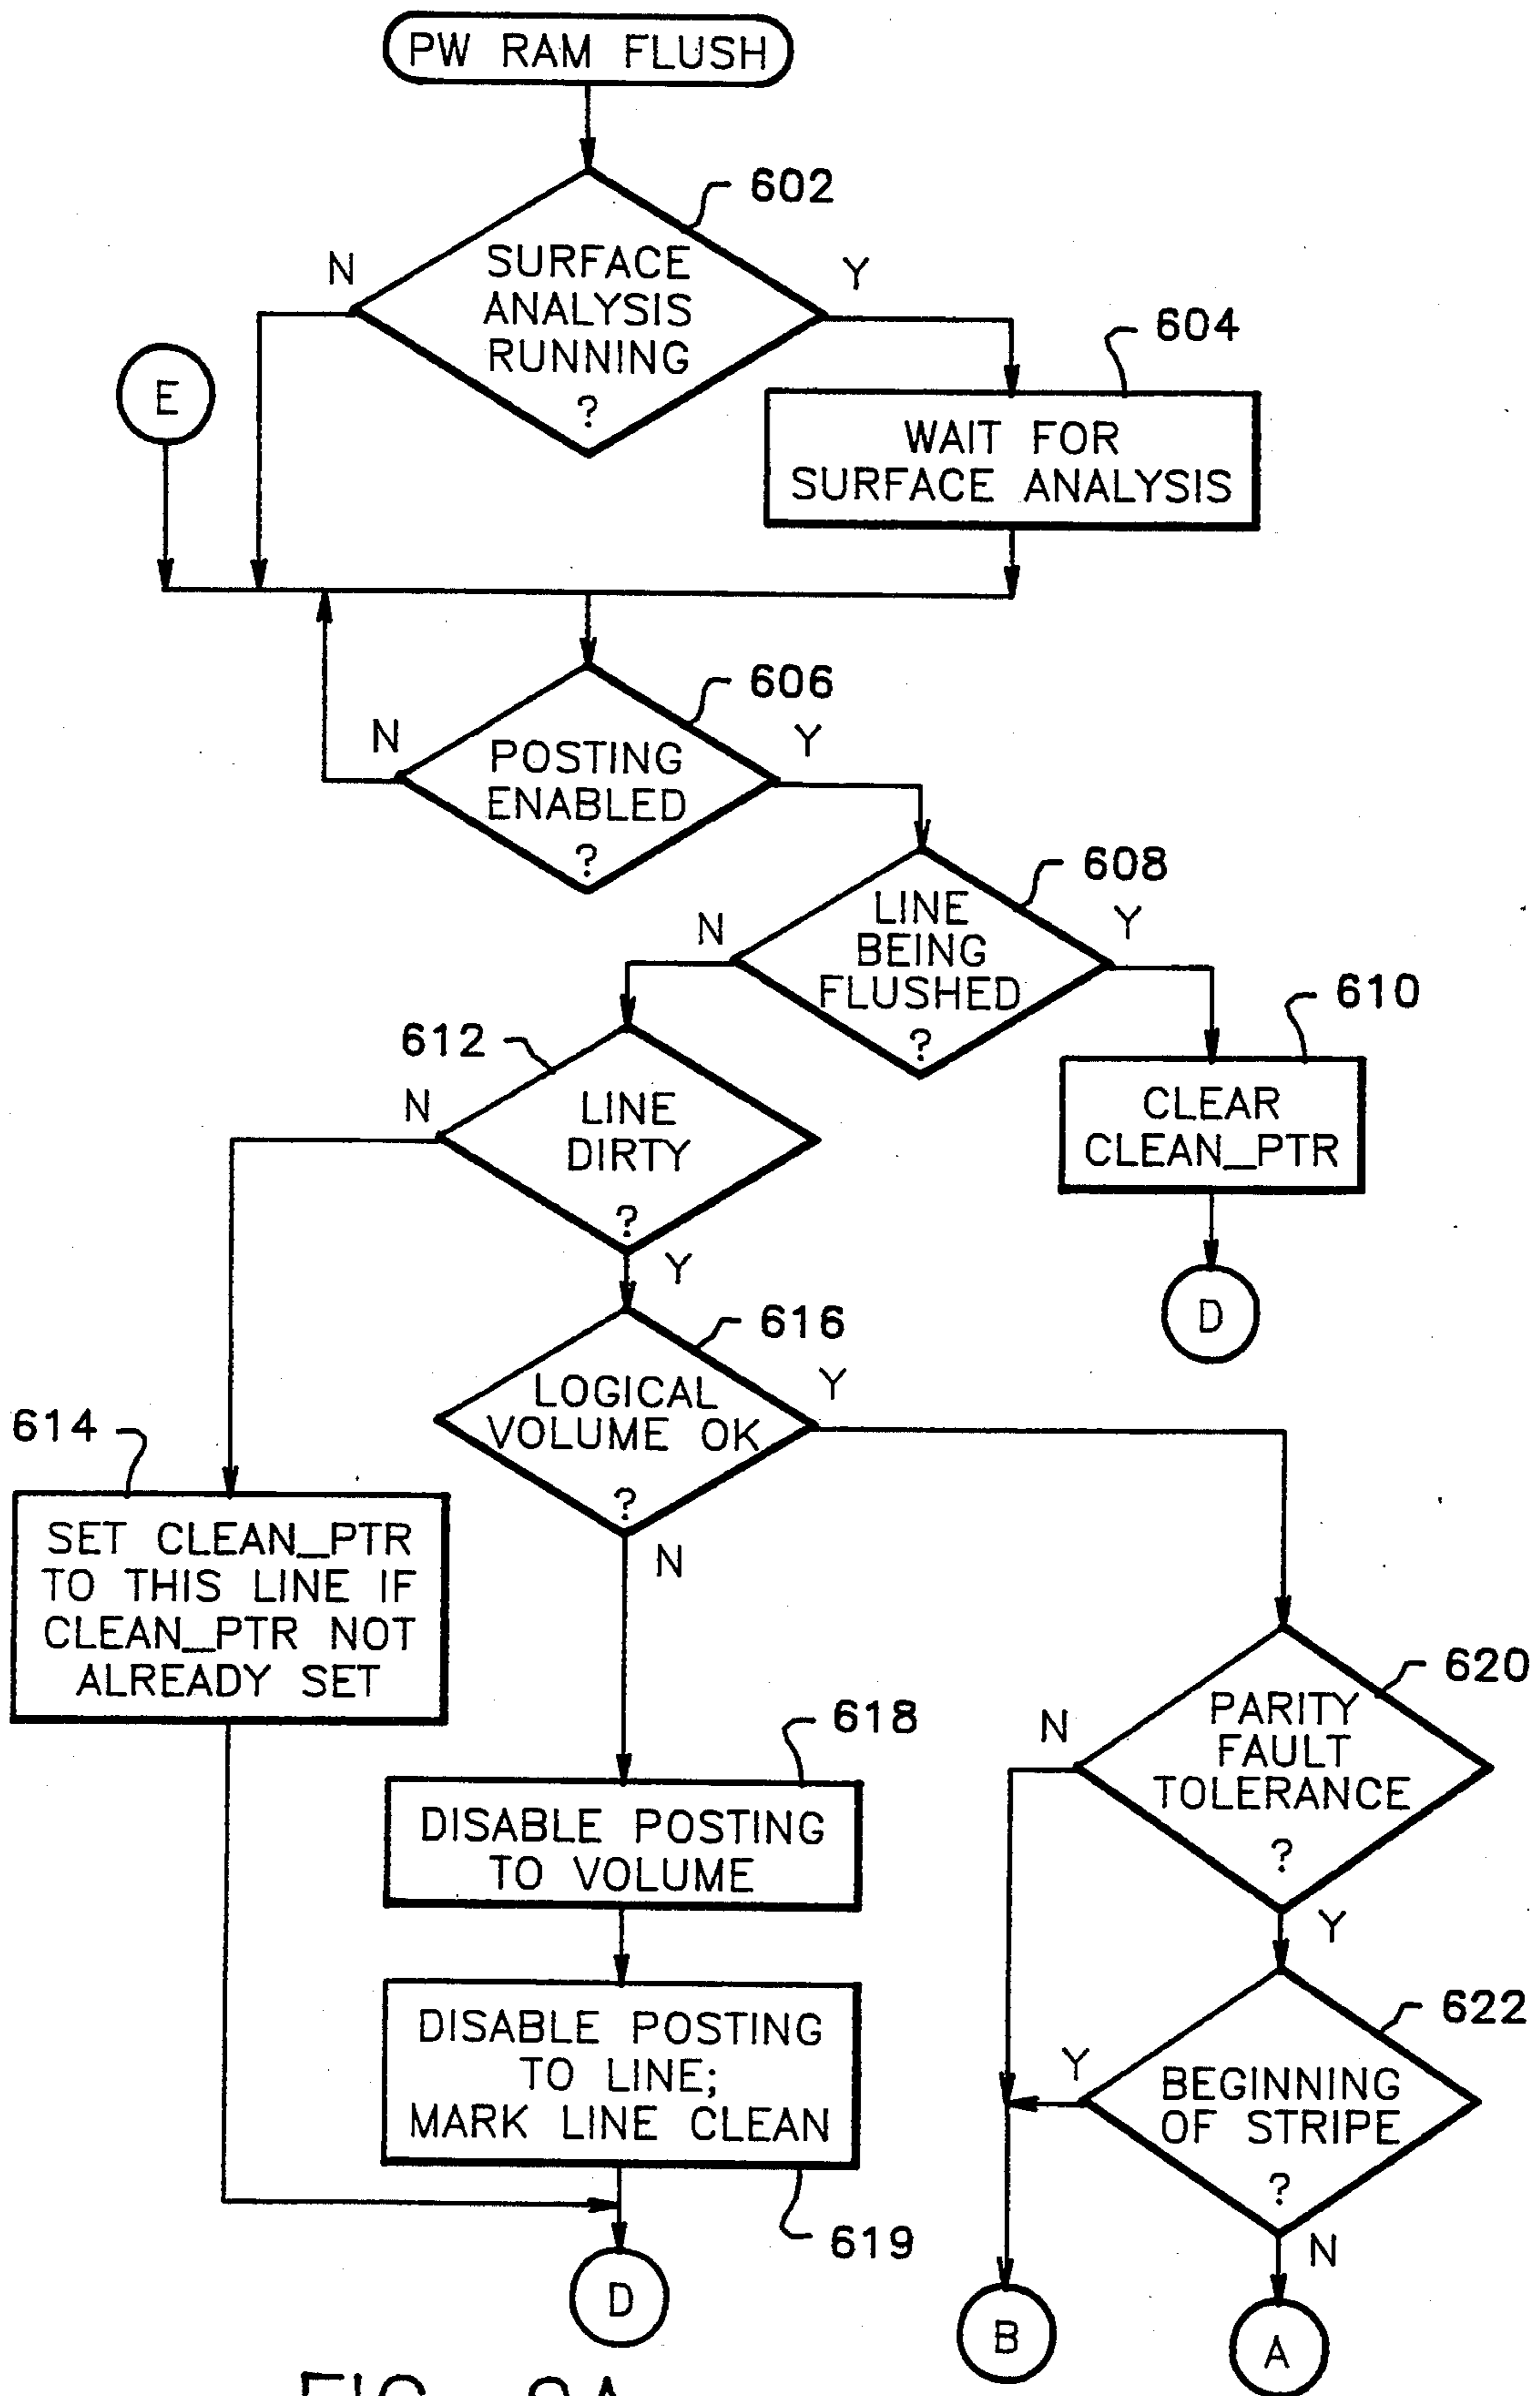 PW RAM FLUSH
602
SURFACE
ANALYSIS
RUNNING
?
N
Y
604
WAIT FOR
SURFACE ANALYSIS
E
606
POSTING
ENABLED
?
N
Y
608
LINE
BEING
FLUSHED
?
N
Y
610
CLEAR
CLEAN_PTR
D
612
LINE
DIRTY
?
N
Y
614
SET CLEAN_PTR
TO THIS LINE IF
CLEAN_PTR NOT
ALREADY SET
616
LOGICAL
VOLUME OK
?
Y
N
618
DISABLE POSTING
TO VOLUME
DISABLE POSTING
TO LINE;
MARK LINE CLEAN
619
D
620
PARITY
FAULT
TOLERANCE
?
N
Y
622
BEGINNING
OF STRIPE
?
Y
N
B
A